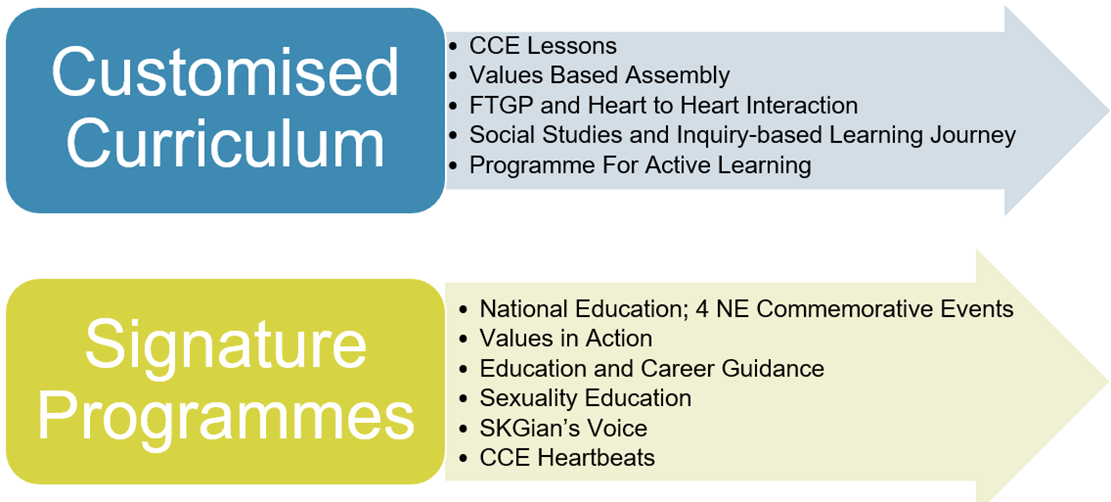 Customised
Curriculum
• CCE Lessons
• Values Based Assembly
• FTGP and Heart to Heart Interaction
• Social Studies and Inquiry-based Learning Journey
• Programme For Active Learning
Signature
Programmes
• National Education; 4 NE Commemorative Events
• Values in Action
• Education and Career Guidance
• Sexuality Education
• SKGian’s Voice
• CCE Heartbeats